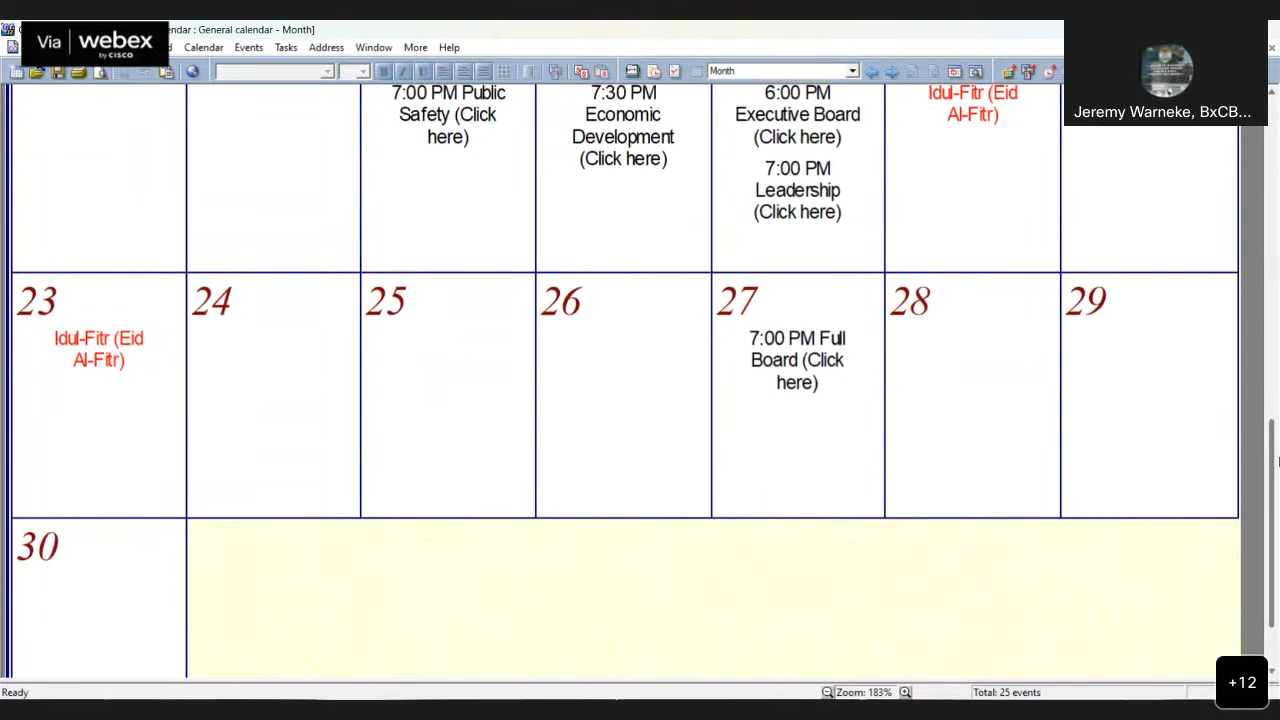 Via webex
by CISCO
endar : General calendar - Month]
d Calendar Events Tasks Address Window More Help
Month
Jeremy Warneke, BxCB...
7:00 PM Public
Safety (Click
here)
7:30 PM
Economic
Development
(Click here)
6:00 PM
Executive Board
(Click here)
7:00 PM
Leadership
(Click here)
Idul-Fitr (Eid
Al-Fitr)
23
Idul-Fitr (Eid
Al-Fitr)
24
25
26
27
7:00 PM Full
Board (Click
here)
28
29
30
Ready
Zoom: 183%
Total: 25 events
+12